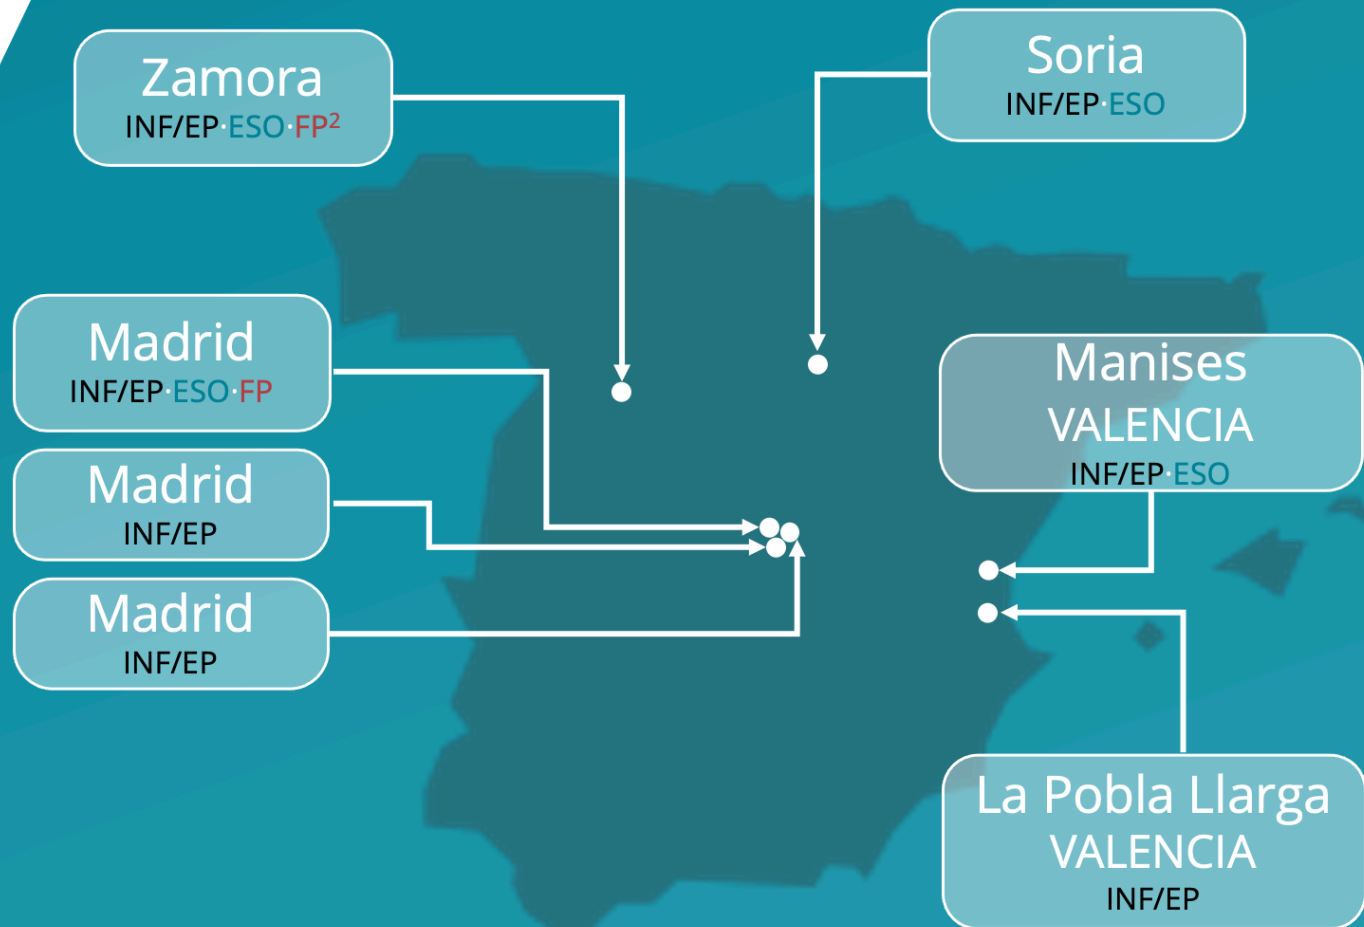 Zamora
INF/EP·ESO·FP²
Soria
INF/EP·ESO
Madrid
INF/EP·ESO·FP
Madrid
INF/EP
Madrid
INF/EP
Manises
VALENCIA
INF/EP·ESO
La Pobla Llarga
VALENCIA
INF/EP